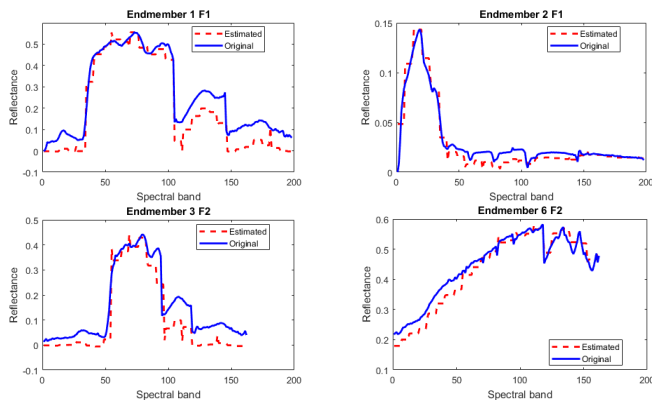 Endmember 1 F1
Reflectance
0.5
0.4
0.3
0.2
0.1
0
-0.1
0
50
100
150
200
Spectral band
Estimated
Original
Endmember 2 F1
Reflectance
0.15
0.1
0.05
0
0
50
100
150
200
Spectral band
Estimated
Original
Endmember 3 F2
Reflectance
0.5
0.4
0.3
0.2
0.1
0
-0.1
0
50
100
150
200
Spectral band
Estimated
Original
Endmember 6 F2
Reflectance
0.6
0.5
0.4
0.3
0.2
0.1
0
50
100
150
200
Spectral band
Estimated
Original